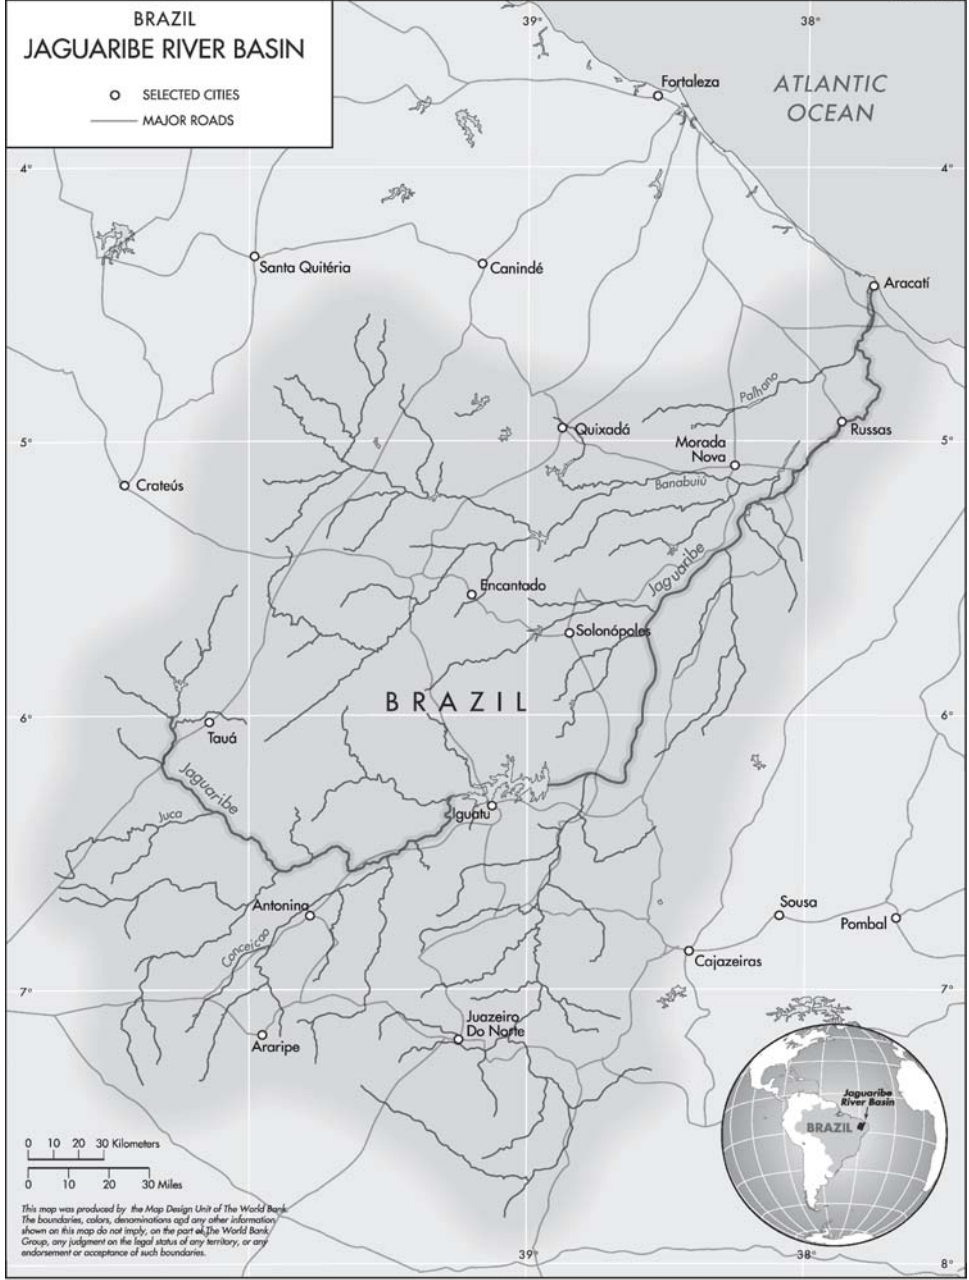 BRAZIL
JAGUARIBE RIVER BASIN
SELECTED CITIES
MAJOR ROADS
39°
38°
ATLANTIC
OCEAN
Fortaleza
4°
4°
Santa Quitéria
Canindé
Aracatí
Palhano
Quixadá
Russas
5°
5°
Morada
Nova
Banabuiú
Crateús
Jaguaribe
Encantado
Solonópoles
BRAZIL
6°
6°
Tauá
Jaguaribe
Juca
Iguatu
Antonina
Sousa
Pombal
Conceicao
Cajazeiras
7°
7°
Juazeiro
Do Norte
Araripe
Jaguaribe
River Basin
BRAZIL
0 10 20 30 Kilometers
0 10 20 30 Miles
This map was produced by the Map Design Unit of The World Bank.
The boundaries, colors, denominations and any other information
shown on this map do not imply, on the part of The World Bank
Group, any judgment on the legal status of any territory, or any
endorsement or acceptance of such boundaries.
39°
38°
8°